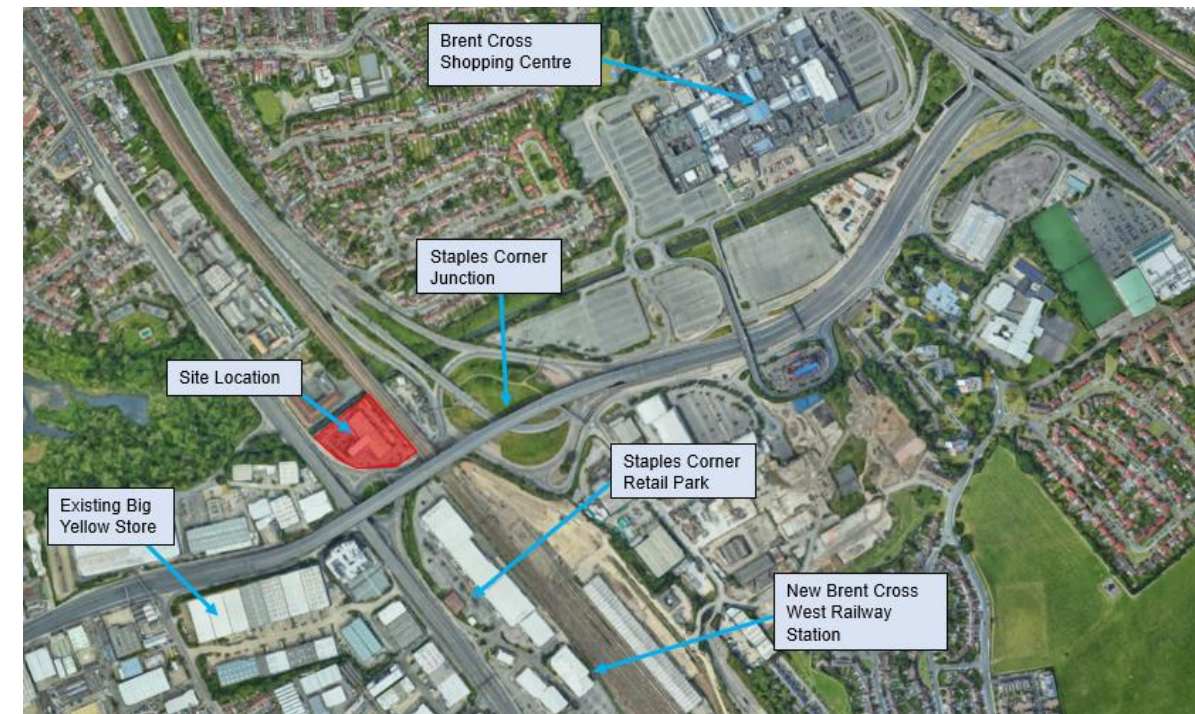 Brent Cross
Shopping Centre
Staples Corner
Junction
Site Location
Staples Corner
Retail Park
Existing Big
Yellow Store
New Brent Cross
West Railway
Station